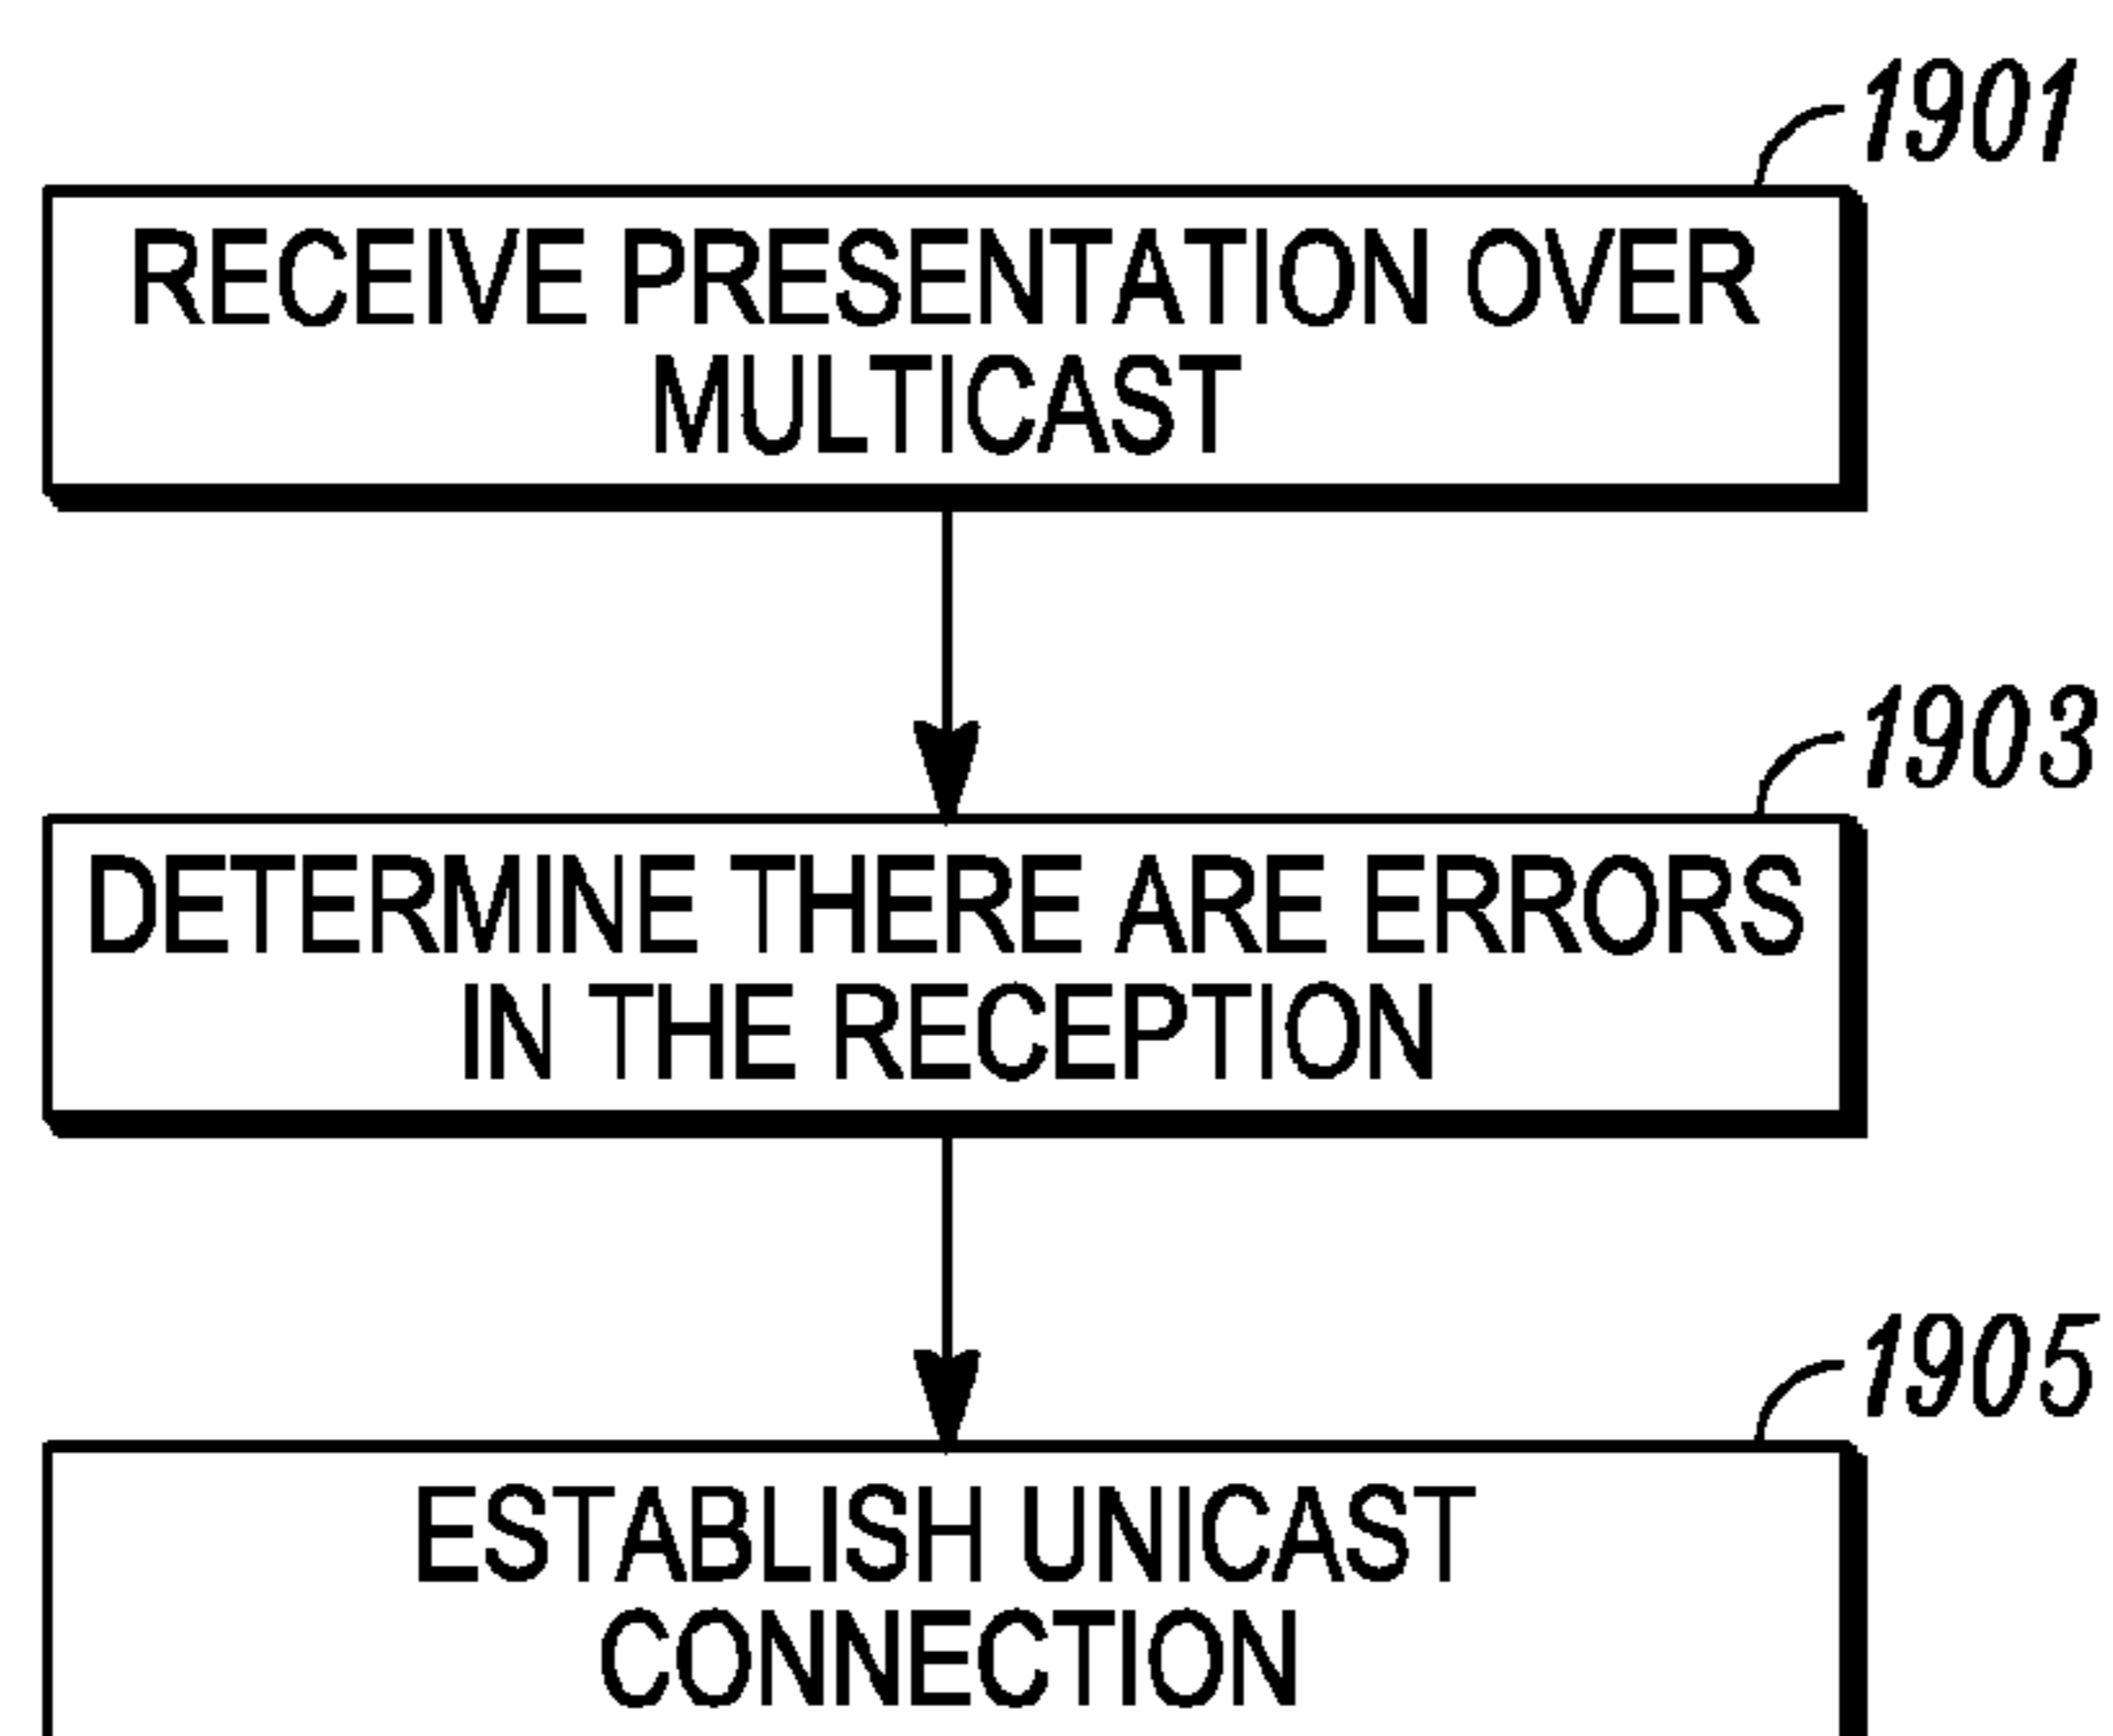 1901
RECEIVE PRESENTATION OVER
MULTICAST
1903
DETERMINE THERE ARE ERRORS
IN THE RECEPTION
1905
ESTABLISH UNICAST
CONNECTION